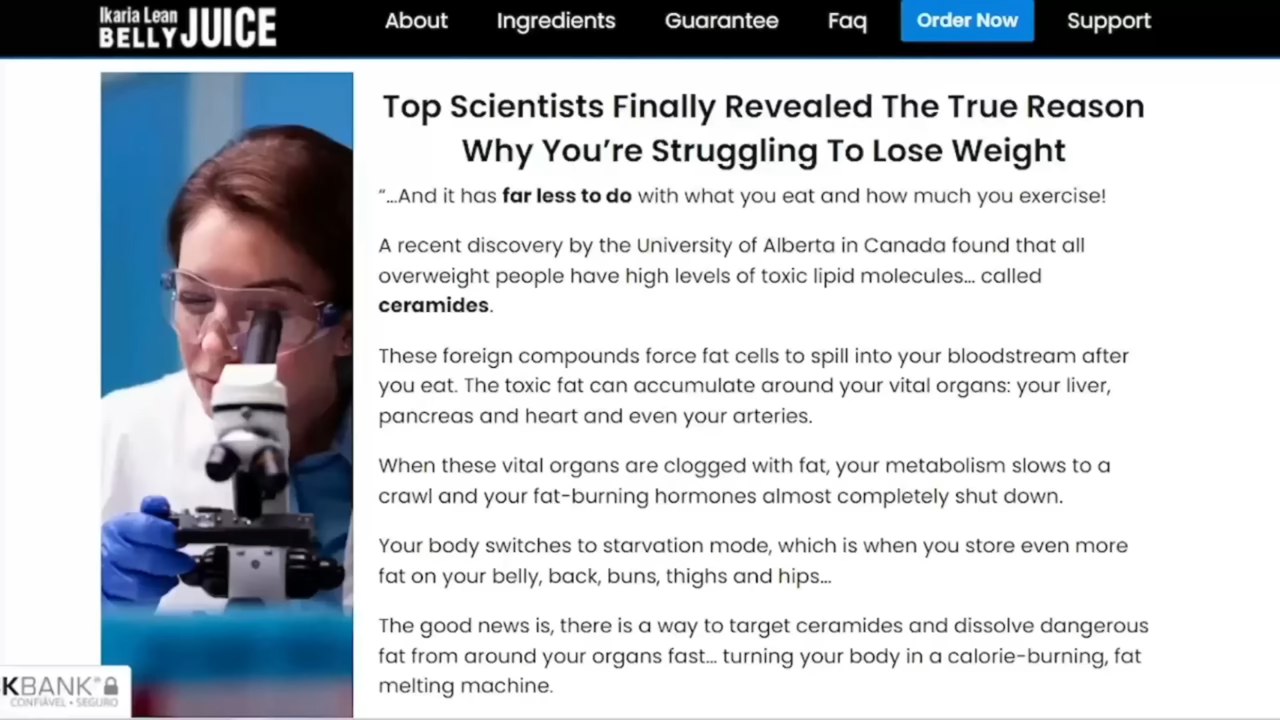 Ikaria Lean
BELLY JUICE
About Ingredients Guarantee Faq Order Now Support
Top Scientists Finally Revealed The True Reason
Why You’re Struggling To Lose Weight
“...And it has far less to do with what you eat and how much you exercise!
A recent discovery by the University of Alberta in Canada found that all
overweight people have high levels of toxic lipid molecules... called
ceramides.
These foreign compounds force fat cells to spill into your bloodstream after
you eat. The toxic fat can accumulate around your vital organs: your liver,
pancreas and heart and even your arteries.
When these vital organs are clogged with fat, your metabolism slows to a
crawl and your fat-burning hormones almost completely shut down.
Your body switches to starvation mode, which is when you store even more
fat on your belly, back, buns, thighs and hips...
The good news is, there is a way to target ceramides and dissolve dangerous
fat from around your organs fast... turning your body in a calorie-burning, fat
melting machine.
KBANK
CONFIÁVEL • SEGURO